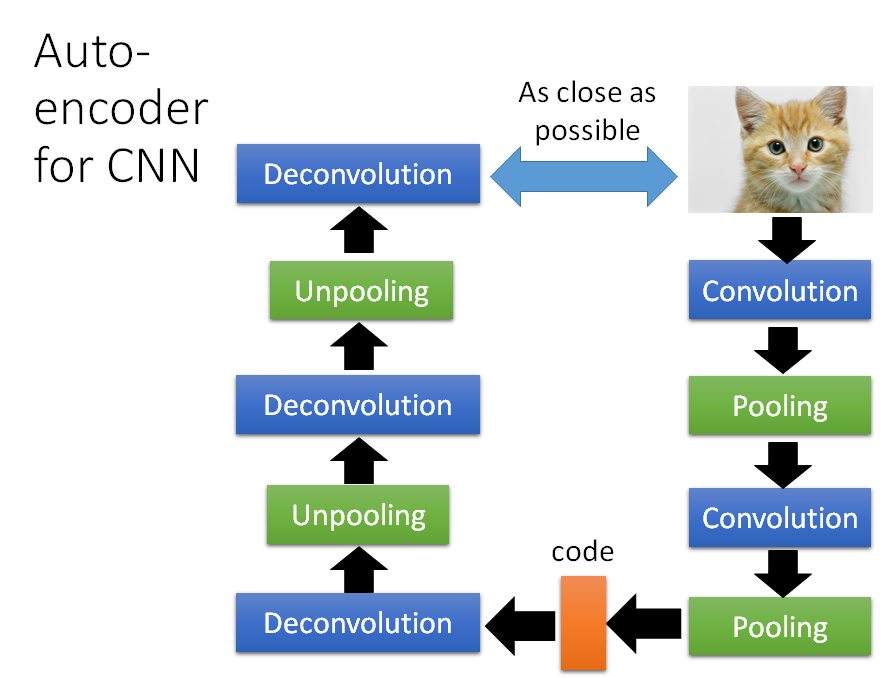 Auto-
encoder
for CNN
As close as
possible
Deconvolution
Unpooling
Convolution
Deconvolution
Pooling
Unpooling
Convolution
code
Deconvolution
Pooling